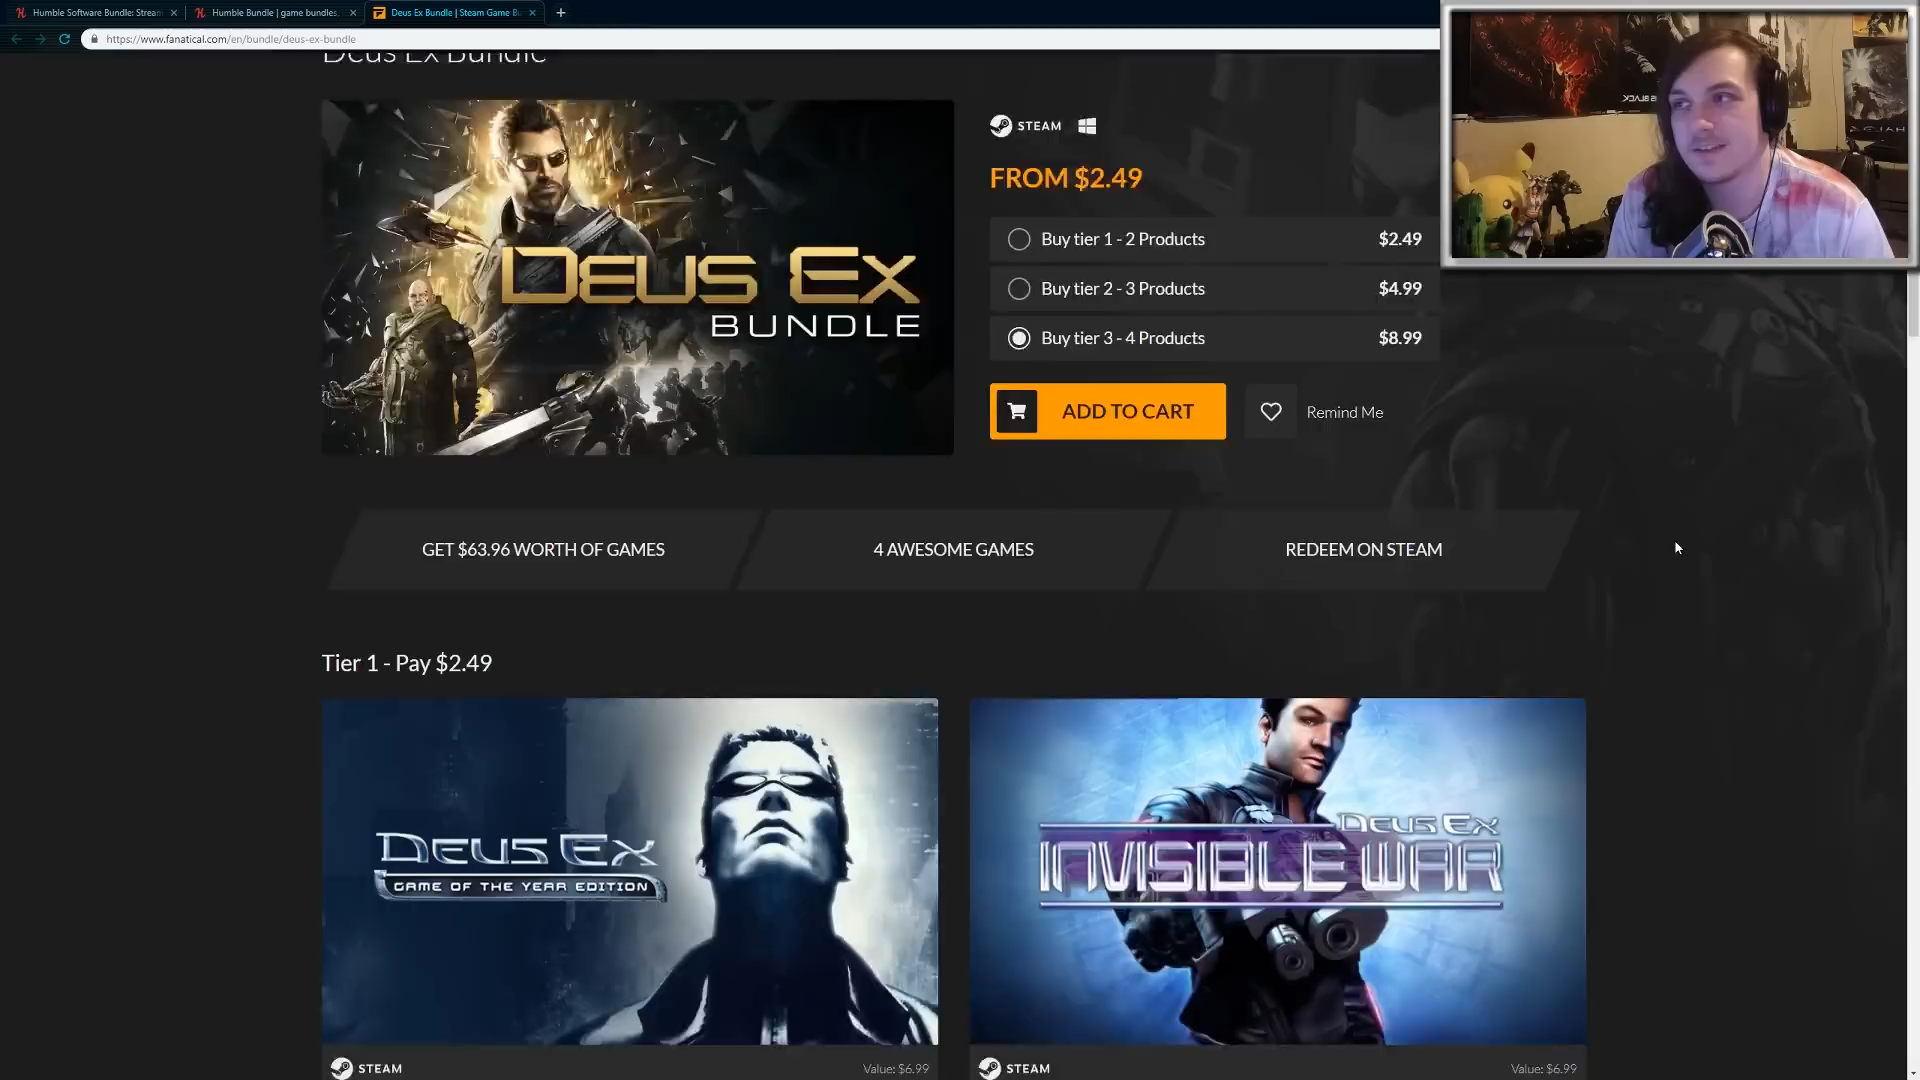 Humble Software Bundle: Stream
Humble Bundle | game bundles,
Deus Ex Bundle | Steam Game Bu
https://www.fanatical.com/en/bundle/deus-ex-bundle
Deus Ex Bundle
DEUS EX
BUNDLE
STEAM
FROM $2.49
Buy tier 1 - 2 Products $2.49
Buy tier 2 - 3 Products $4.99
Buy tier 3 - 4 Products $8.99
ADD TO CART
Remind Me
GET $63.96 WORTH OF GAMES
4 AWESOME GAMES
REDEEM ON STEAM
Tier 1 - Pay $2.49
DEUS EX
GAME OF THE YEAR EDITION
DEUS EX
INVISIBLE WAR
STEAM
Value: $6.99
STEAM
Value: $6.99